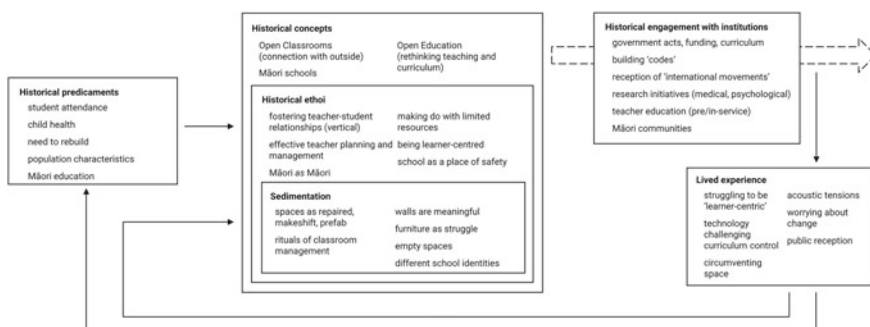 Historical predicaments
student attendance
child health
need to rebuild
population characteristics
Māori education
Historical concepts
Open Classrooms
(connection with outside)
Māori schools
Open Education
(rethinking teaching and
curriculum)
Historical ethoi
fostering teacher-student
relationships (vertical)
effective teacher planning and
management
Māori as Māori
making do with limited
resources
being learner-centred
school as a place of safety
Sedimentation
spaces as repaired,
makeshift, prefab
rituals of classroom
management
walls are meaningful
furniture as struggle
empty spaces
different school identities
Historical engagement with institutions
government acts, funding, curriculum
building 'codes'
reception of 'international movements'
research initiatives (medical, psychological)
teacher education (pre/in-service)
Māori communities
Lived experience
struggling to be
'learner-centric'
technology
challenging
curriculum control
circumventing
space
acoustic tensions
worrying about
change
public reception